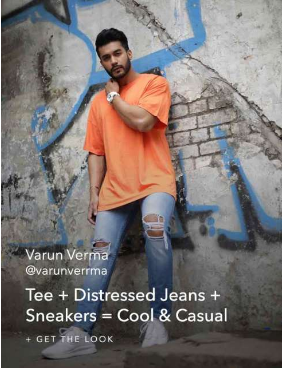 Varun Verma
@varunverrma
Tee + Distressed Jeans +
Sneakers = Cool & Casual
+ GET THE LOOK